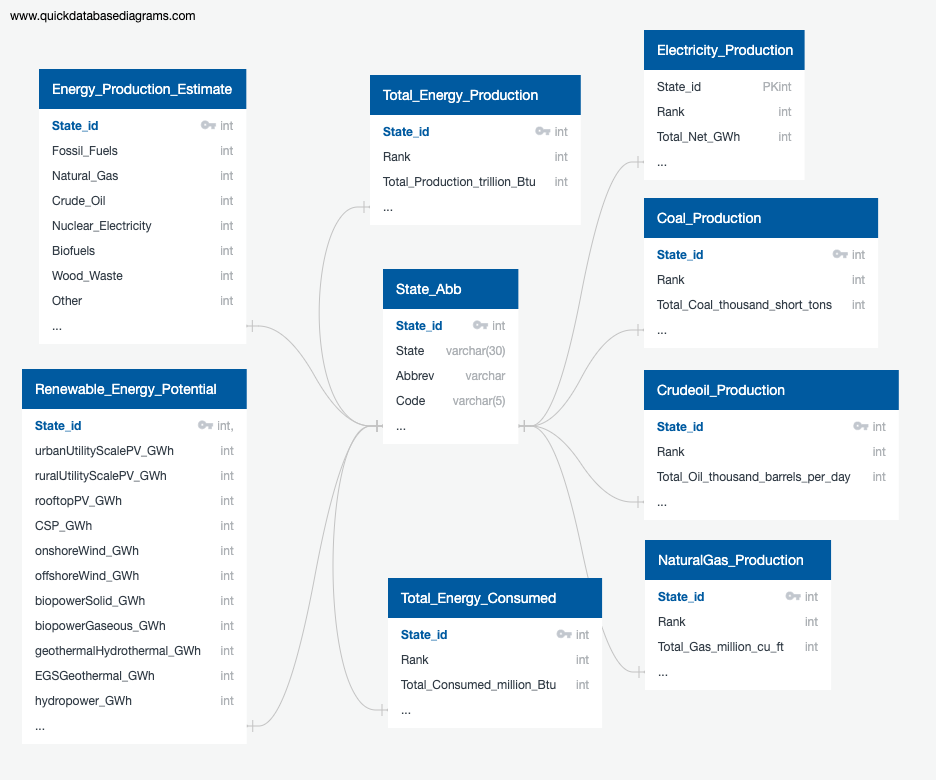 www.quickdatabasediagrams.com
Energy_Production_Estimate
State_id int
Fossil_Fuels int
Natural_Gas int
Crude_Oil int
Nuclear_Electricity int
Biofuels int
Wood_Waste int
Other int
...
Renewable_Energy_Potential
State_id int,
urbanUtilityScalePV_GWh int
ruralUtilityScalePV_GWh int
rooftopPV_GWh int
CSP_GWh int
onshoreWind_GWh int
offshoreWind_GWh int
biopowerSolid_GWh int
biopowerGaseous_GWh int
geothermalHydrothermal_GWh int
EGSGeothermal_GWh int
hydropower_GWh int
...
Total_Energy_Production
State_id int
Rank int
Total_Production_trillion_Btu int
...
State_Abb
State_id int
State varchar(30)
Abbrev varchar
Code varchar(5)
...
Total_Energy_Consumed
State_id int
Rank int
Total_Consumed_million_Btu int
...
Electricity_Production
State_id PKint
Rank int
Total_Net_GWh int
...
Coal_Production
State_id int
Rank int
Total_Coal_thousand_short_tons int
...
Crudeoil_Production
State_id int
Rank int
Total_Oil_thousand_barrels_per_day int
...
NaturalGas_Production
State_id int
Rank int
Total_Gas_million_cu_ft int
...